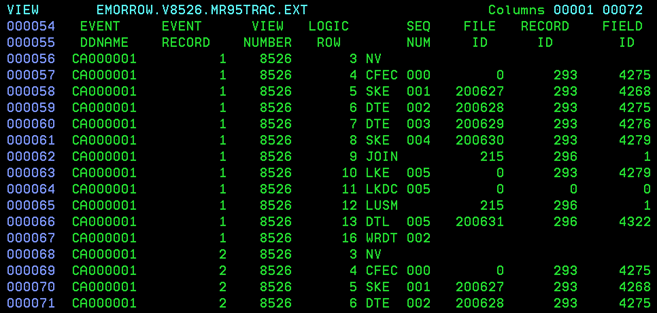 VIEW EMORROW.V8526.MR95TRAC.EXT Columns 00001 00072
000054 EVENT EVENT VIEW LOGIC SEQ FILE RECORD FIELD
000055 DDNAME RECORD NUMBER ROW NUM ID ID ID
000056 CA000001 1 8526 3 NV
000057 CA000001 1 8526 4 CFEC 000 0 293 4275
000058 CA000001 1 8526 5 SKE 001 200627 293 4268
000059 CA000001 1 8526 6 DTE 002 200628 293 4275
000060 CA000001 1 8526 7 DTE 003 200629 293 4276
000061 CA000001 1 8526 8 SKE 004 200630 293 4279
000062 CA000001 1 8526 9 JOIN 215 296 1
000063 CA000001 1 8526 10 LKE 005 0 293 4279
000064 CA000001 1 8526 11 LKDC 005 0 0 0
000065 CA000001 1 8526 12 LUSM 215 296 1
000066 CA000001 1 8526 13 DTL 005 200631 296 4322
000067 CA000001 1 8526 16 WRDT 002
000068 CA000001 2 8526 3 NV
000069 CA000001 2 8526 4 CFEC 000 0 293 4275
000070 CA000001 2 8526 5 SKE 001 200627 293 4268
000071 CA000001 2 8526 6 DTE 002 200628 293 4275